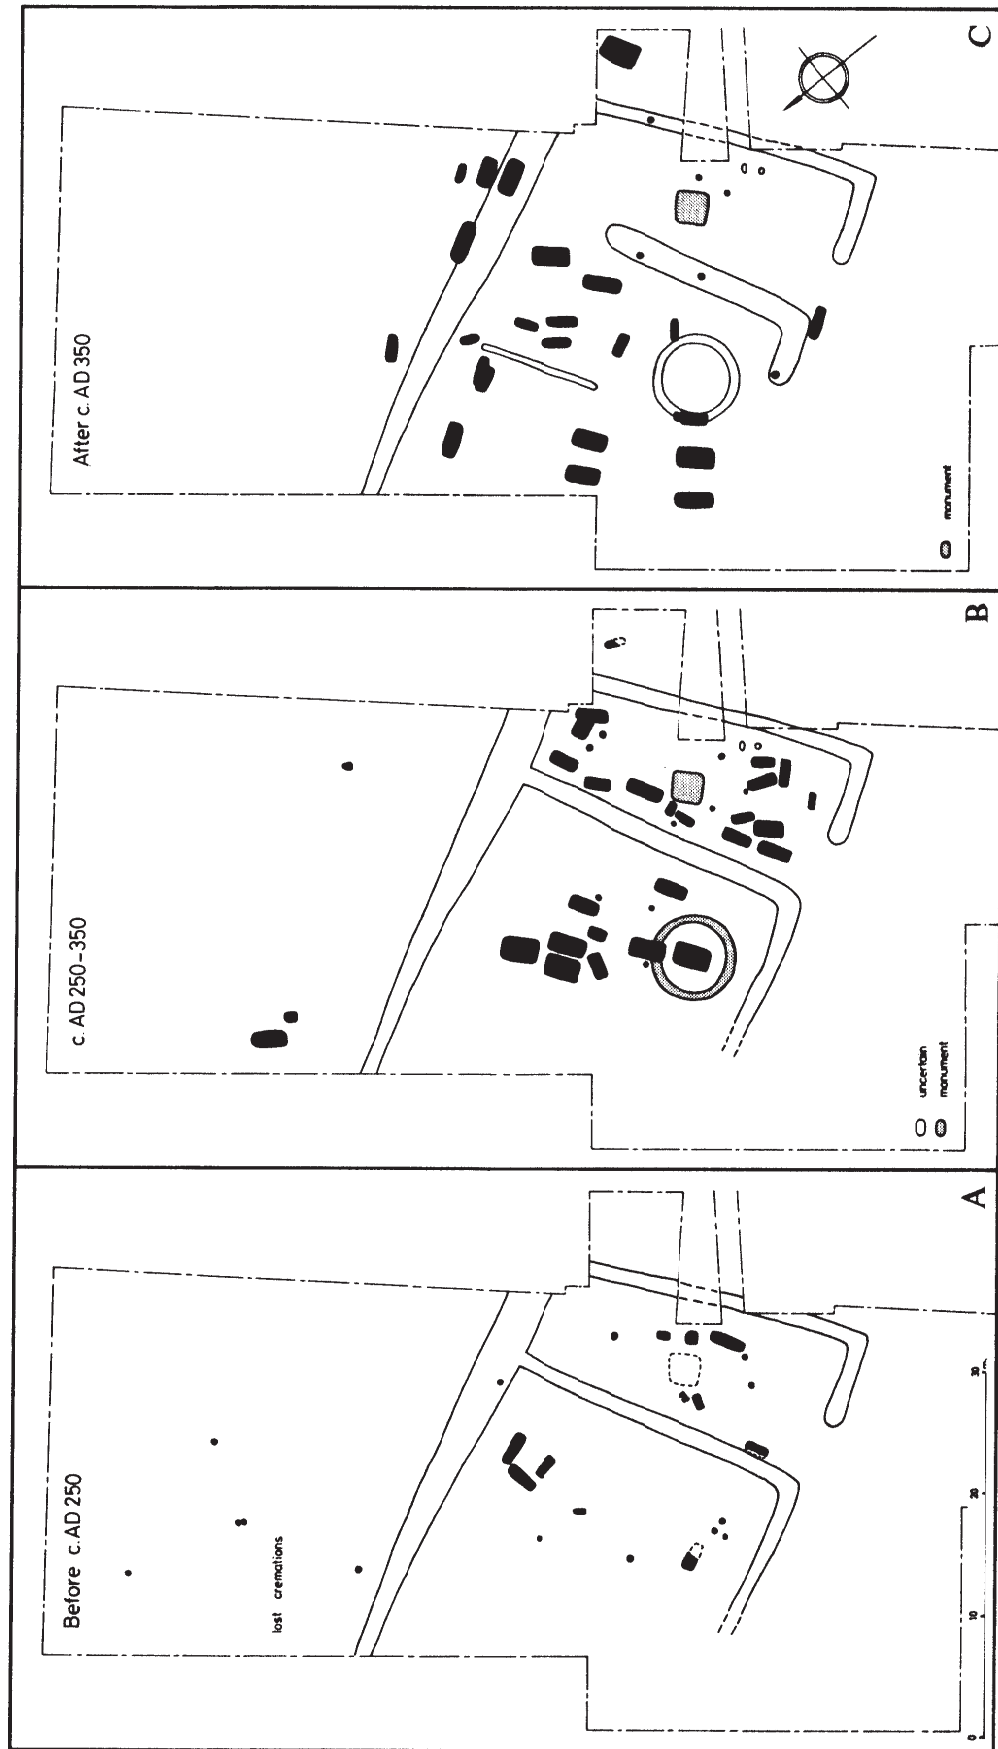 Before c.AD 250
lost cremations
0
10
20
30
m
A
c. AD 250–350
uncertain
monument
B
After c. AD 350
monument
C